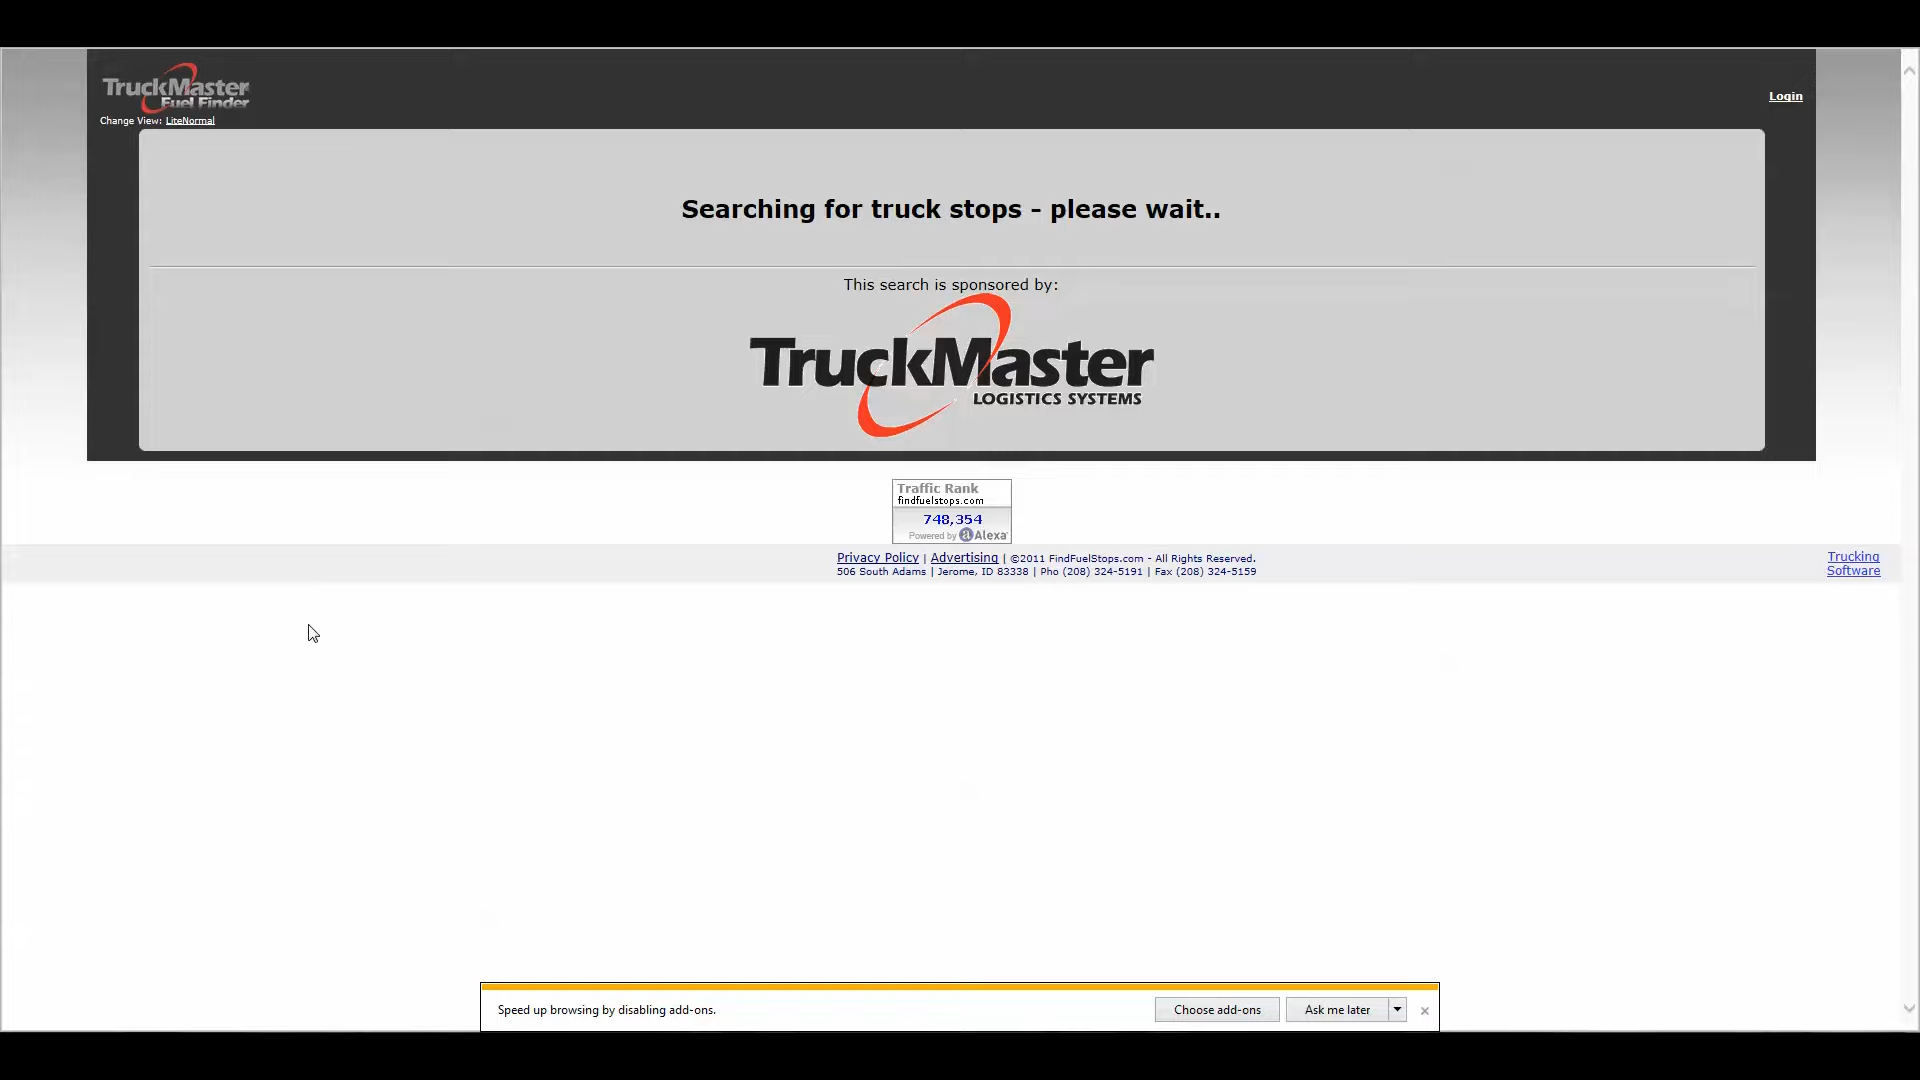 TruckMaster
Fuel Finder
Login
Change View: LiteNormal
Searching for truck stops - please wait..
This search is sponsored by:
TruckMaster
LOGISTICS SYSTEMS
Traffic Rank
findfuelstops.com
748,354
Powered by Alexa
Privacy Policy | Advertising | ©2011 FindFuelStops.com - All Rights Reserved.
506 South Adams | Jerome, ID 83338 | Pho (208) 324-5191 | Fax (208) 324-5159
Trucking
Software
Speed up browsing by disabling add-ons.
Choose add-ons
Ask me later